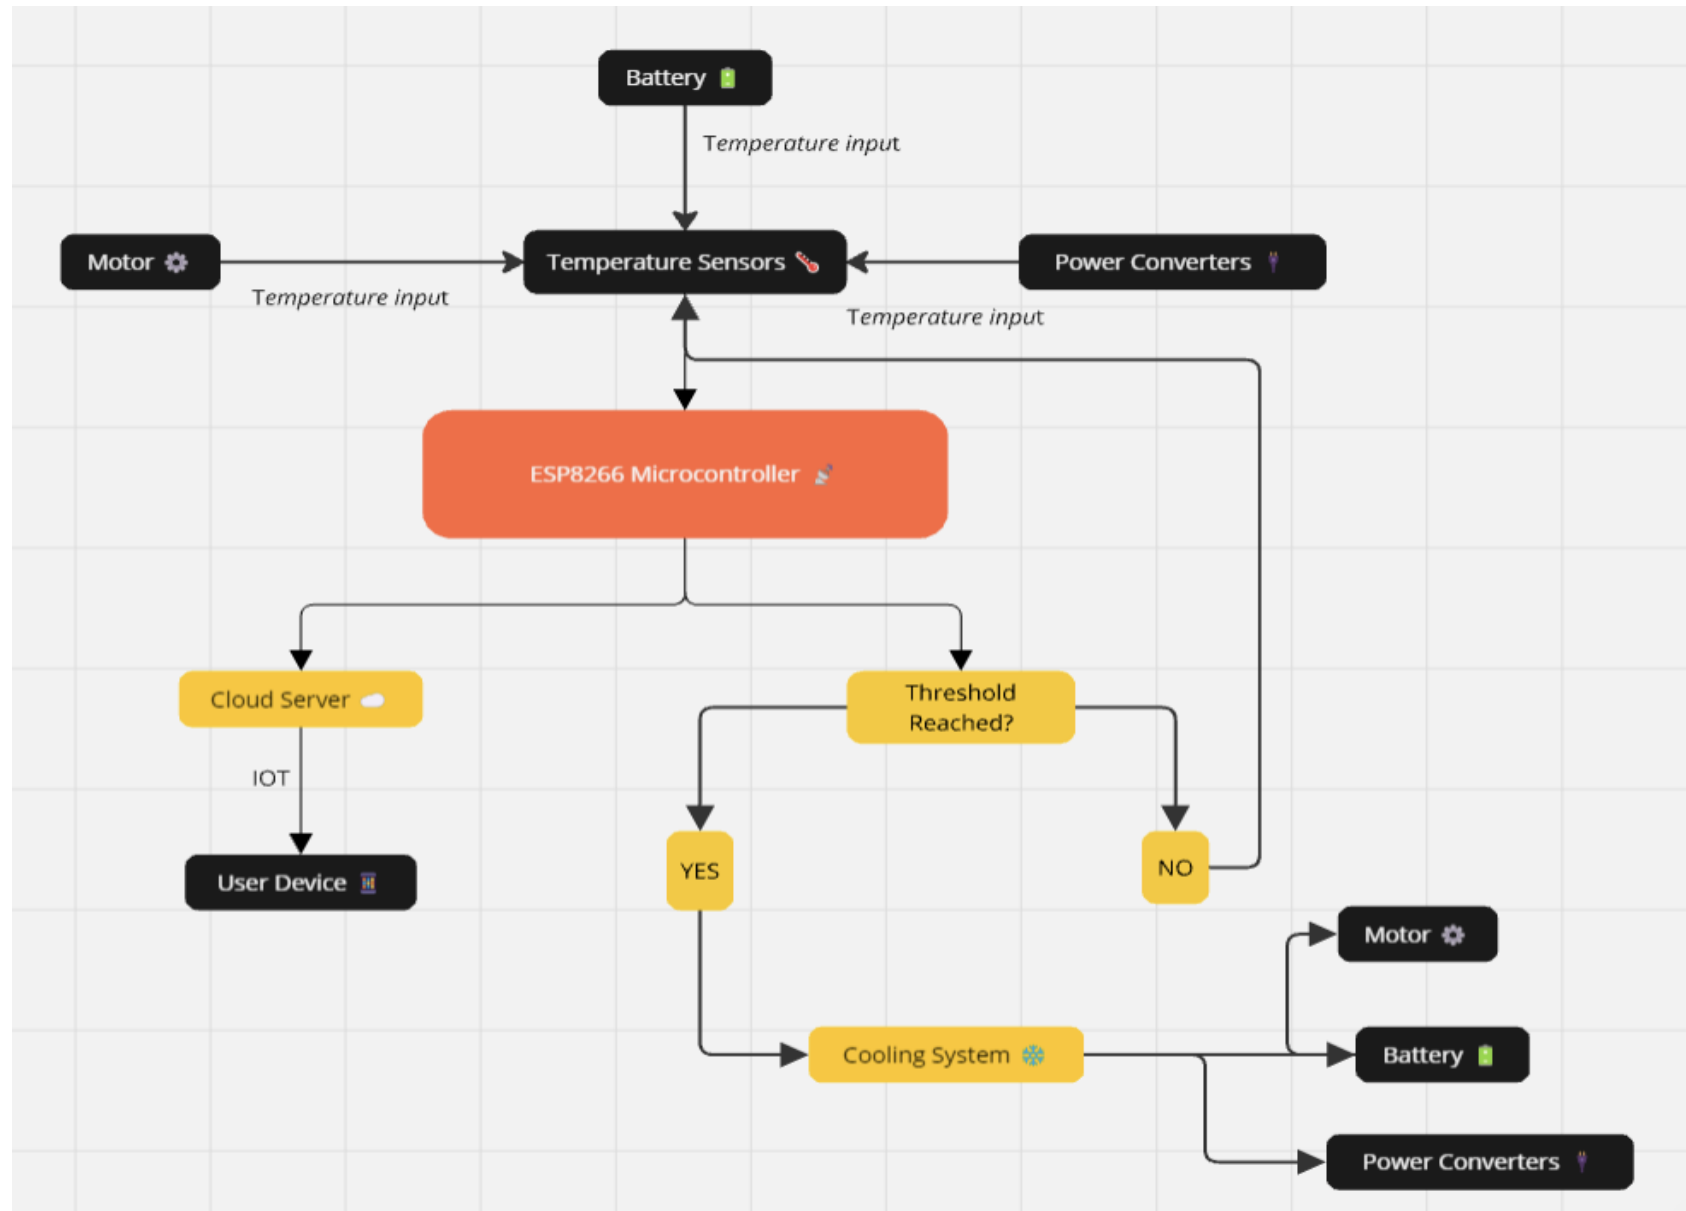 Battery 🔋
Temperature input
Motor ⚙
Temperature Sensors 🌡
Power Converters 🔌
Temperature input
Temperature input
ESP8266 Microcontroller 🛰
Cloud Server ☁
Threshold
Reached?
IOT
YES
NO
User Device 📱
Motor ⚙
Cooling System ❄
Battery 🔋
Power Converters 🔌